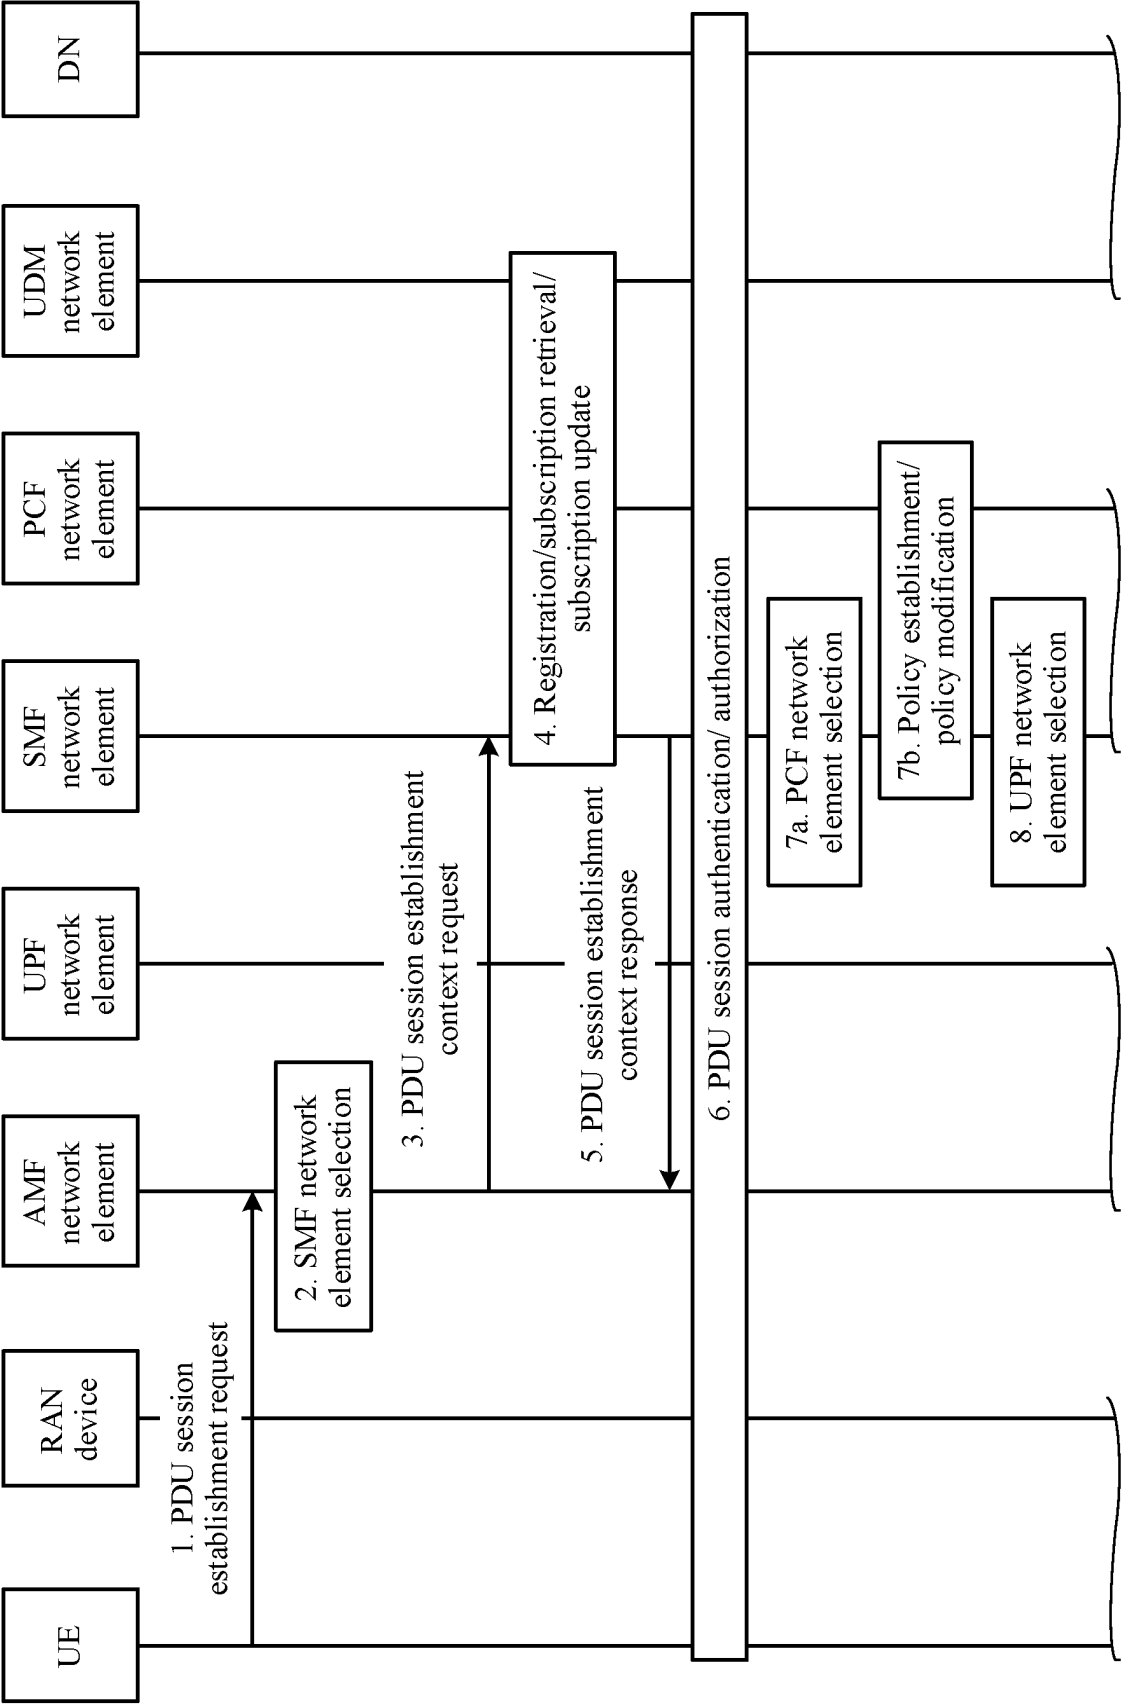 UE
RAN
device
AMF
network
element
UPF
network
element
SMF
network
element
PCF
network
element
UDM
network
element
DN
1. PDU session
establishment request
2. SMF network
element selection
3. PDU session establishment
context request
4. Registration/subscription retrieval/
subscription update
5. PDU session establishment
context response
6. PDU session authentication/ authorization
7a. PCF network
element selection
7b. Policy establishment/
policy modification
8. UPF network
element selection